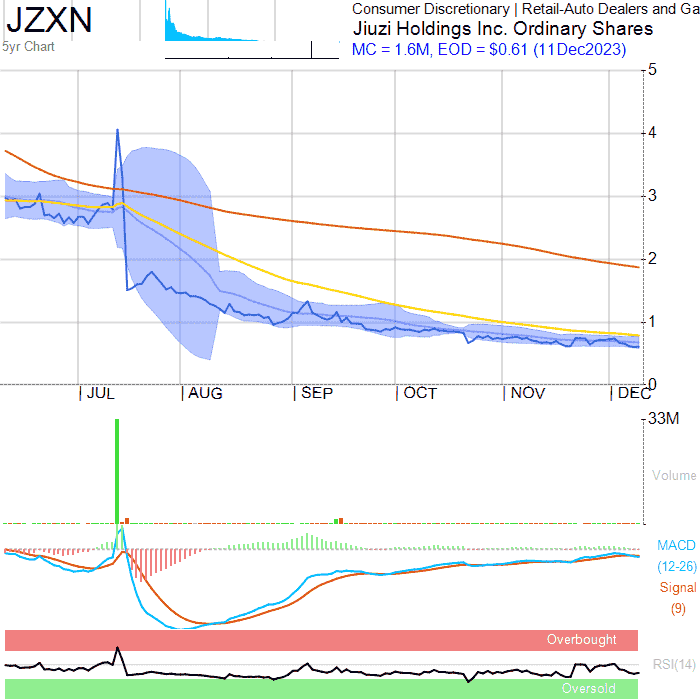 JZXN
5yr Chart
Consumer Discretionary | Retail-Auto Dealers and Ga
Jiuzi Holdings Inc. Ordinary Shares
MC = 1.6M, EOD = $0.61 (11Dec2023)
5
4
3
2
1
0
JUL
AUG
SEP
OCT
NOV
DEC
33M
Volume
MACD
(12-26)
Signal
(9)
Overbought
RSI(14)
Oversold